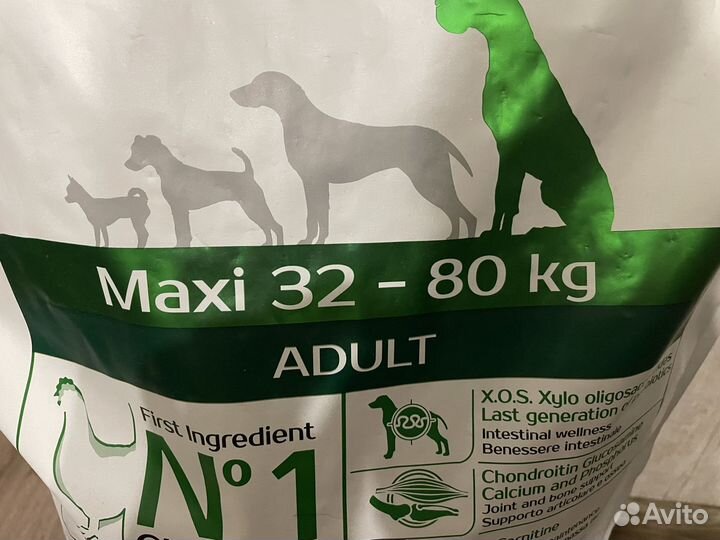 Maxi 32 - 80 kg
ADULT
First Ingredient
Nº 1
X.O.S. Xylo
Last generation
Intestinal wellness
Benessere intestinale
Chondroitin Glucosamine
Calcium and Phosphorus
Joint and bone support
Supporto articolare e osseo
Avito